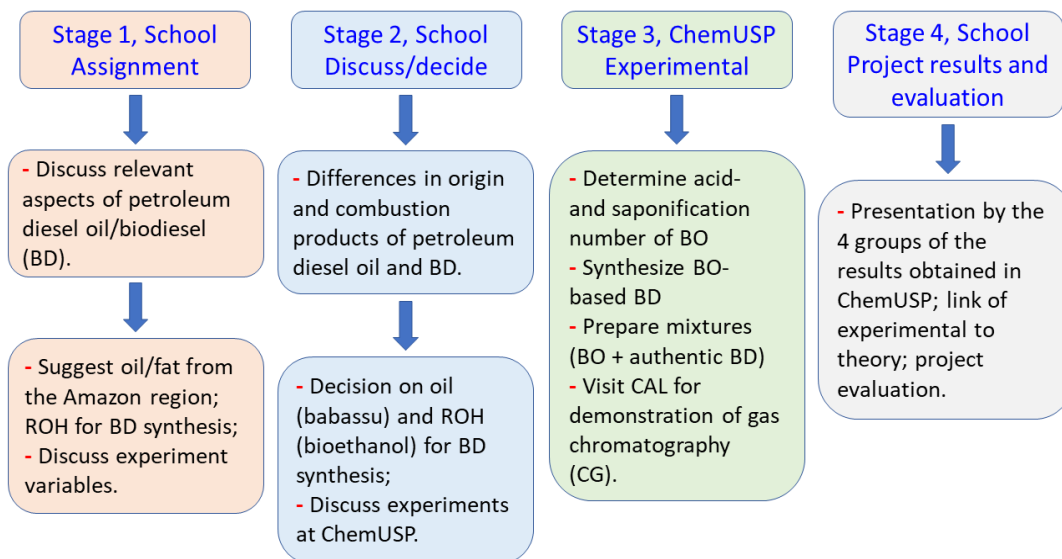 Stage 1, School
Assignment
- Discuss relevant
aspects of petroleum
diesel oil/biodiesel
(BD).
- Suggest oil/fat from
the Amazon region;
ROH for BD synthesis;
- Discuss experiment
variables.
Stage 2, School
Discuss/decide
- Differences in origin
and combustion
products of petroleum
diesel oil and BD.
- Decision on oil
(babassu) and ROH
(bioethanol) for BD
synthesis;
- Discuss experiments
at ChemUSP.
Stage 3, ChemUSP
Experimental
- Determine acid-
and saponification
number of BO
- Synthesize BO-
based BD
- Prepare mixtures
(BO + authentic BD)
- Visit CAL for
demonstration of gas
chromatography
(CG).
Stage 4, School
Project results and
evaluation
- Presentation by the
4 groups of the
results obtained in
ChemUSP; link of
experimental to
theory; project
evaluation.